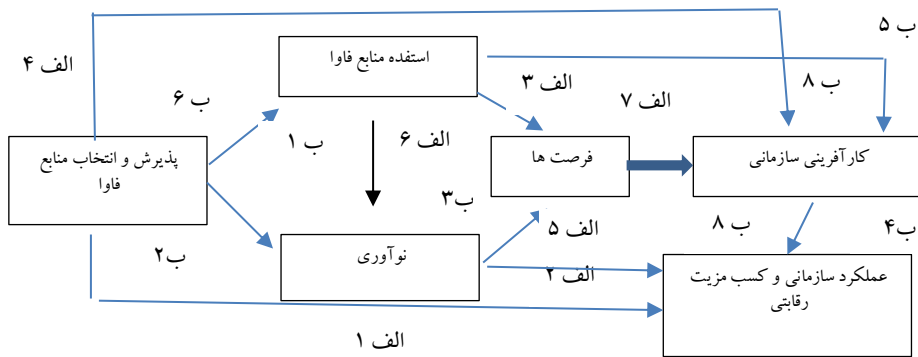 ب ۵
الف ۴
استفده منابع فاوا
الف ۳
ب ۸
الف ۷
ب ۶
ب ۱
الف ۶
پذیرش و انتخاب منابع
فاوا
فرصت ها
کارآفرینی سازمانی
ب۳
الف ۵
ب ۸
ب۴
ب۲
نوآوری
الف ۲
عملکرد سازمانی و کسب مزیت
رقابتی
الف ۱